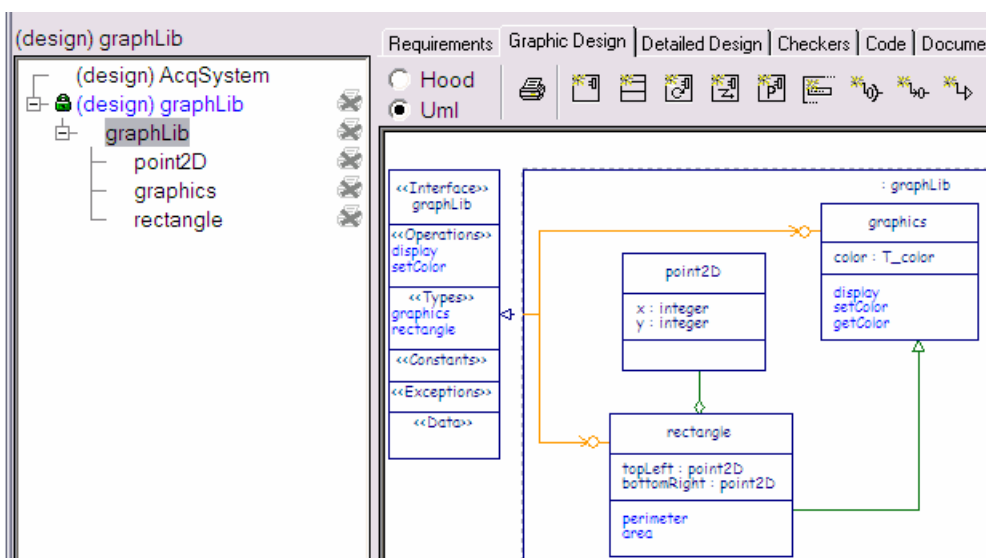 (design) graphLib
(design) AcqSystem
(design) graphLib
graphLib
point2D
graphics
rectangle
Requirements Graphic Design Detailed Design Checkers Code Docume
Hood
Uml
<<Interface>>
graphLib
<<Operations>>
display
setColor
<<Types>>
graphics
rectangle
<<Constants>>
<<Exceptions>>
<<Data>>
: graphLib
graphics
color : T_color
display
setColor
getColor
point2D
x : integer
y : integer
rectangle
topLeft : point2D
bottomRight : point2D
perimeter
area